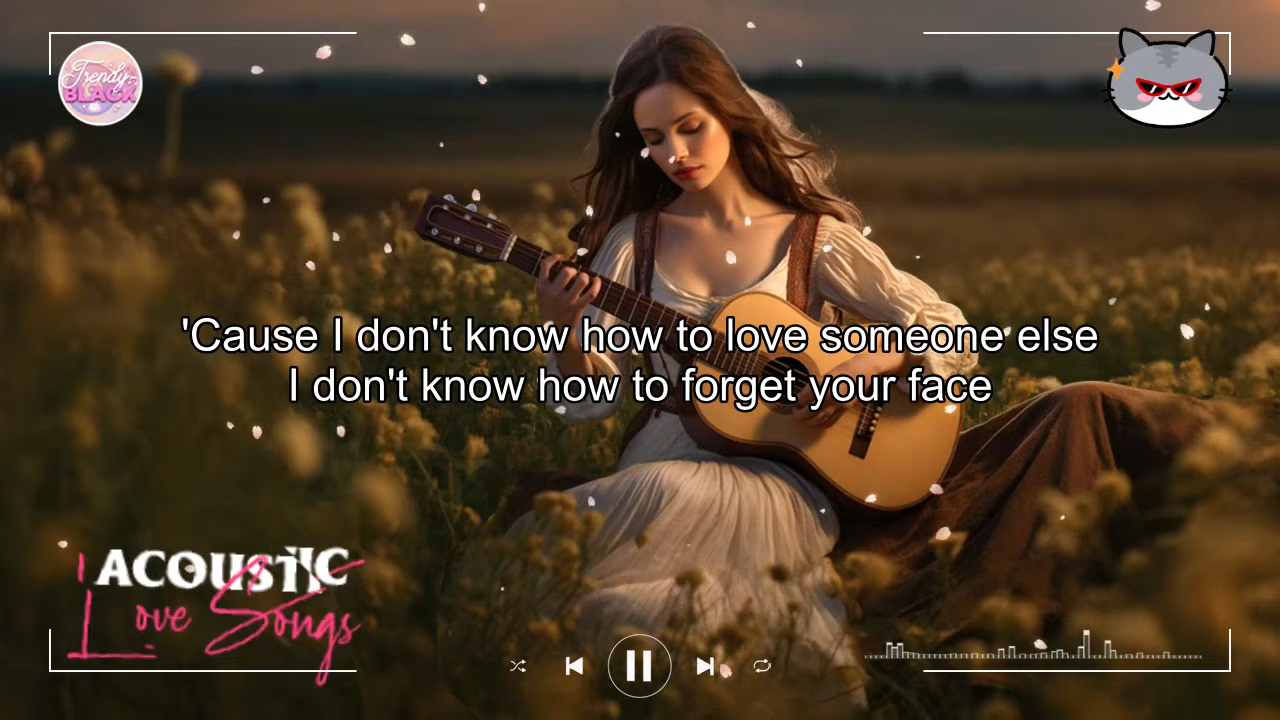 Trendy
BLACK
'Cause I don't know how to love someone else
I don't know how to forget your face
ACOUSTIC
Love Songs